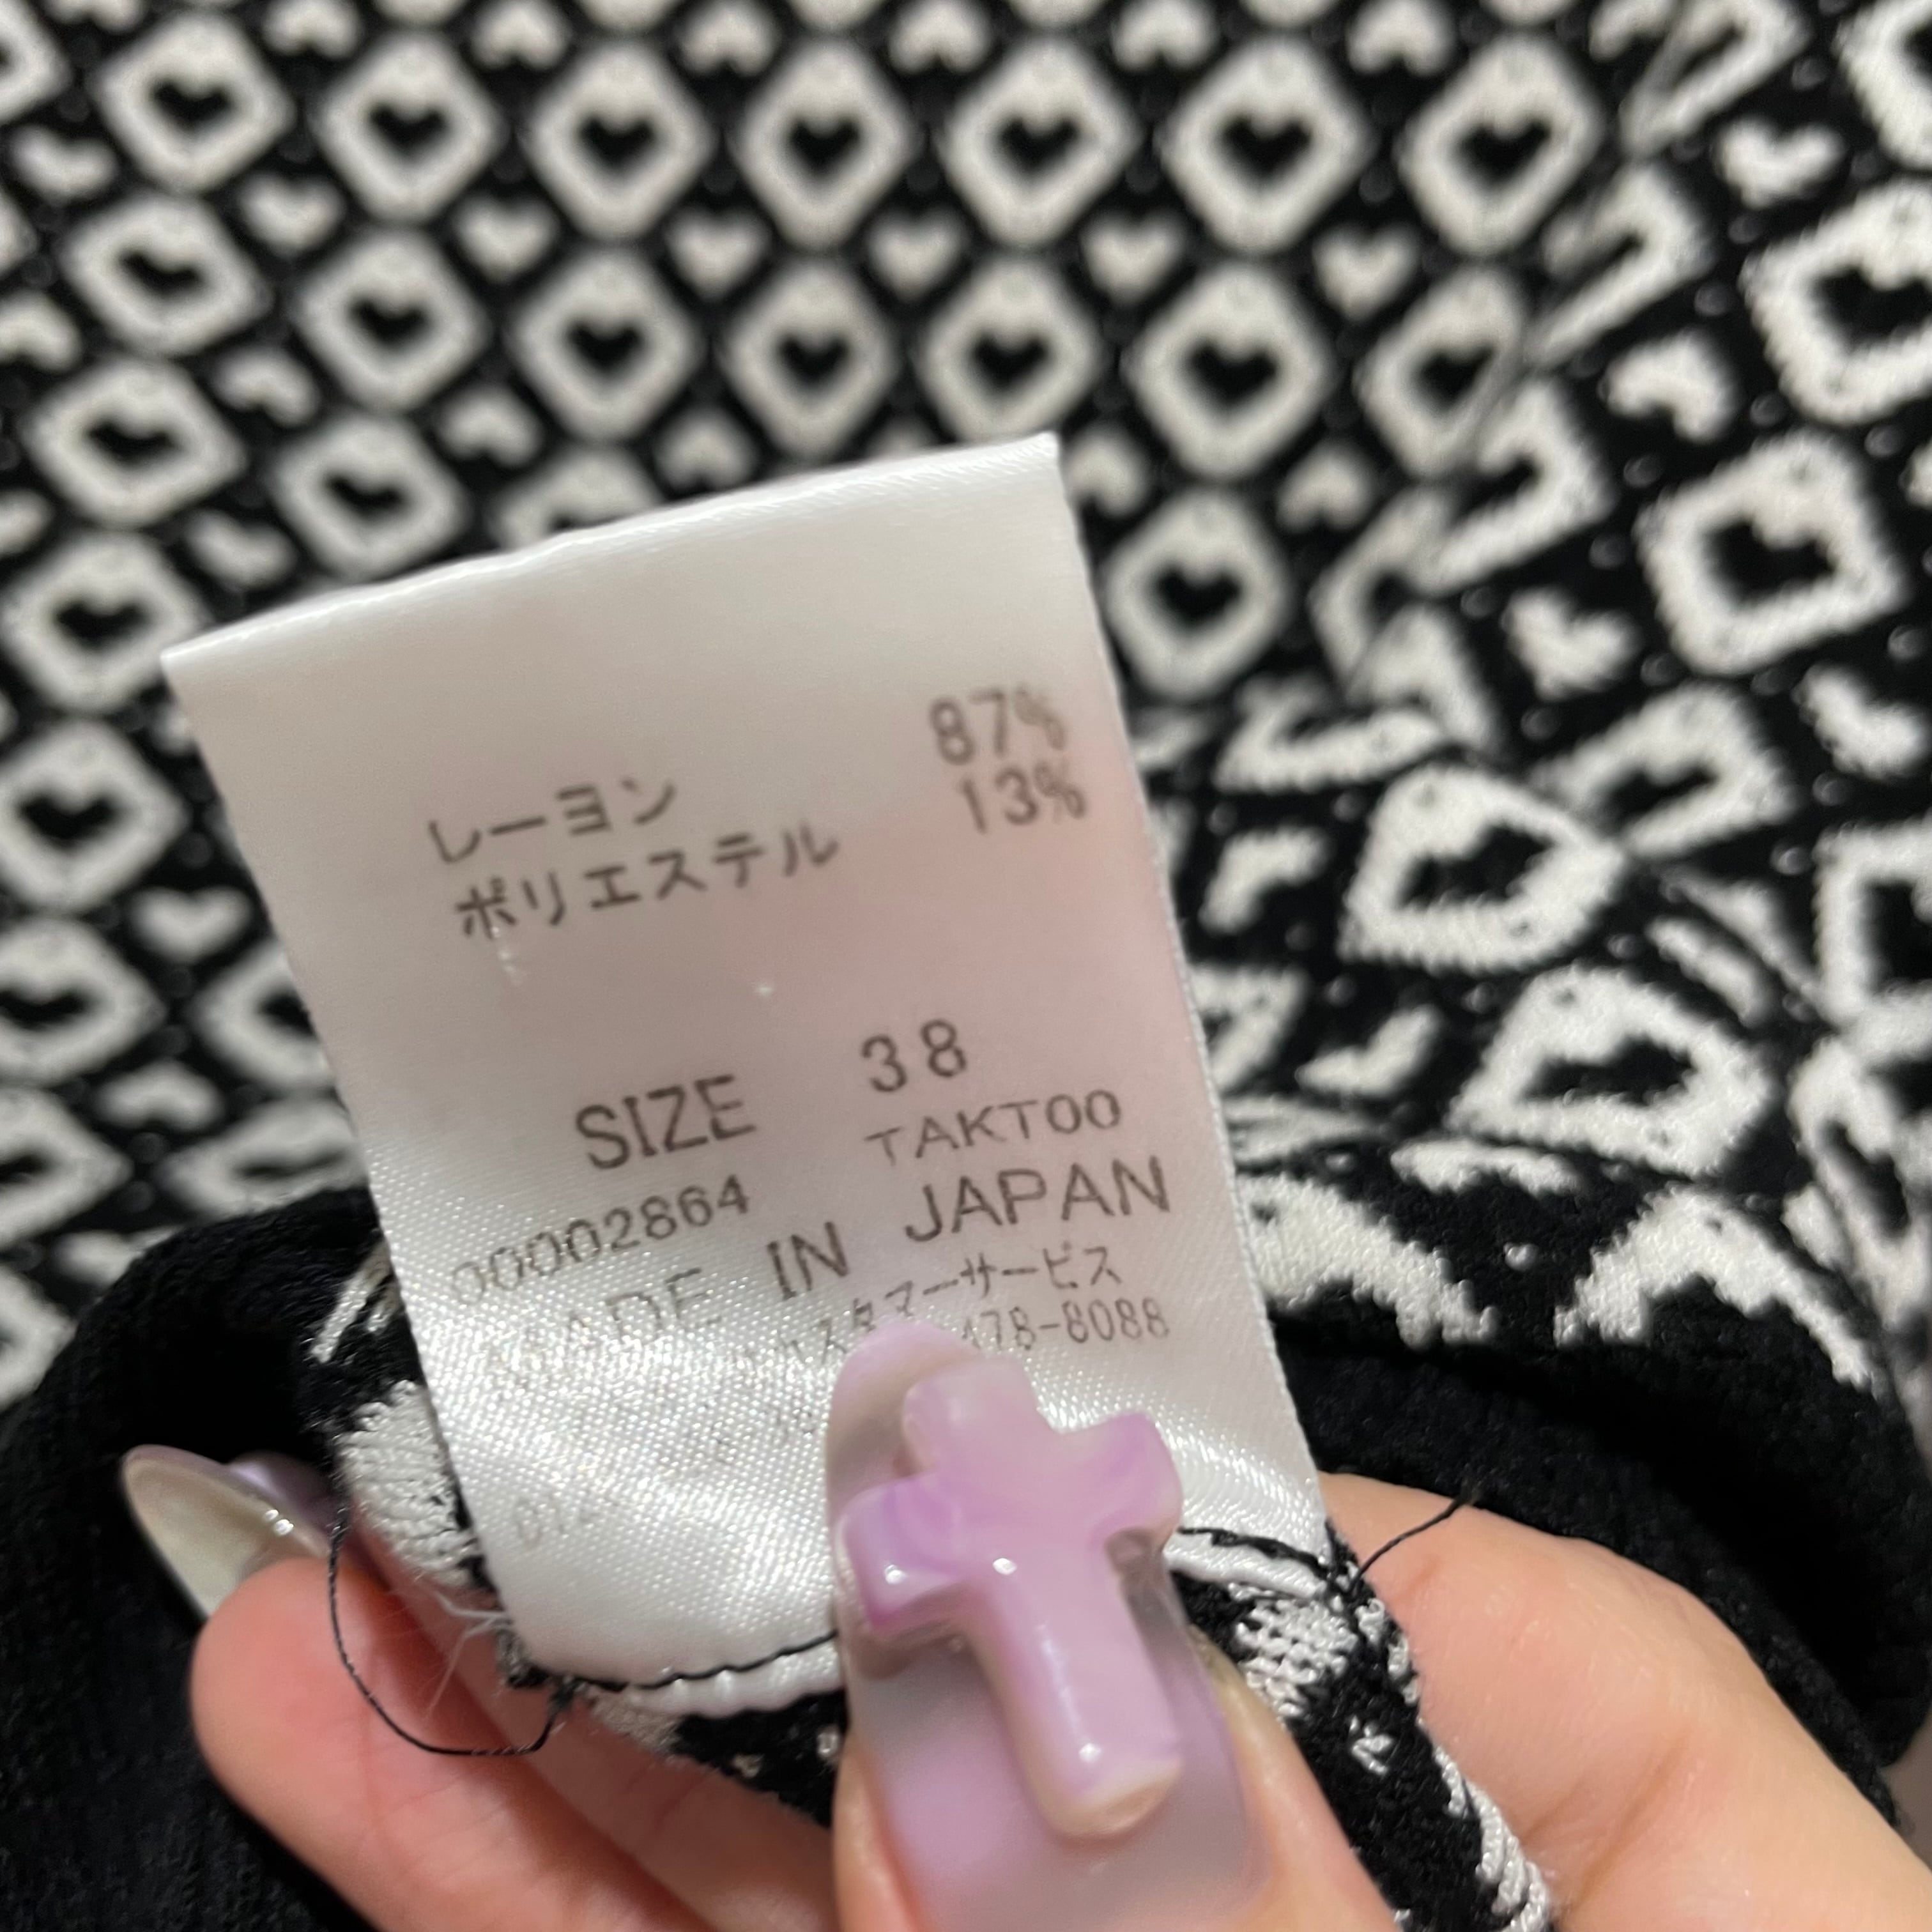 レーヨン 87%
ポリエステル 13%
SIZE 38
00002864 TAKTOO
MADE IN JAPAN
カスタマーサービス
478-8088